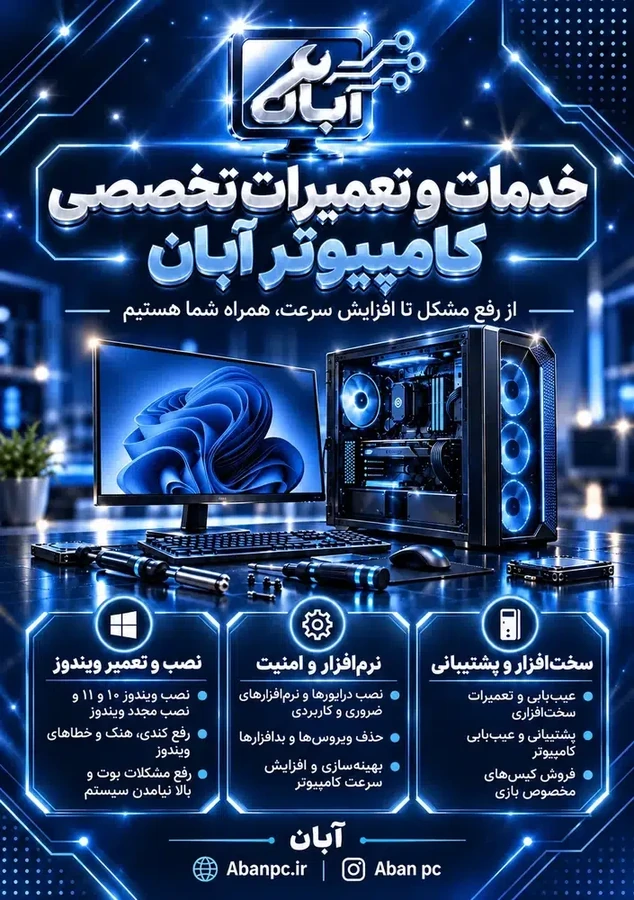 آبان
خدمات و تعمیرات تخصصی
کامپیوتر آبان
از رفع مشکل تا افزایش سرعت، همراه شما هستیم
سخت‌افزار و پشتیبانی
عیب‌یابی و تعمیرات
سخت‌افزاری
پشتیبانی و عیب‌یابی
کامپیوتر
فروش کیس‌های
مخصوص بازی
نرم‌افزار و امنیت
نصب درایورها و نرم‌افزارهای
ضروری و کاربردی
حذف ویروس‌ها و بدافزارها
بهینه‌سازی و افزایش
سرعت کامپیوتر
نصب و تعمیر ویندوز
نصب ویندوز ۱۰ و ۱۱ و
نصب مجدد ویندوز
رفع کندی، هنک و خطاهای
ویندوز
رفع مشکلات بوت و
بالا نیامدن سیستم
آبان
Abanpc.ir | Aban pc